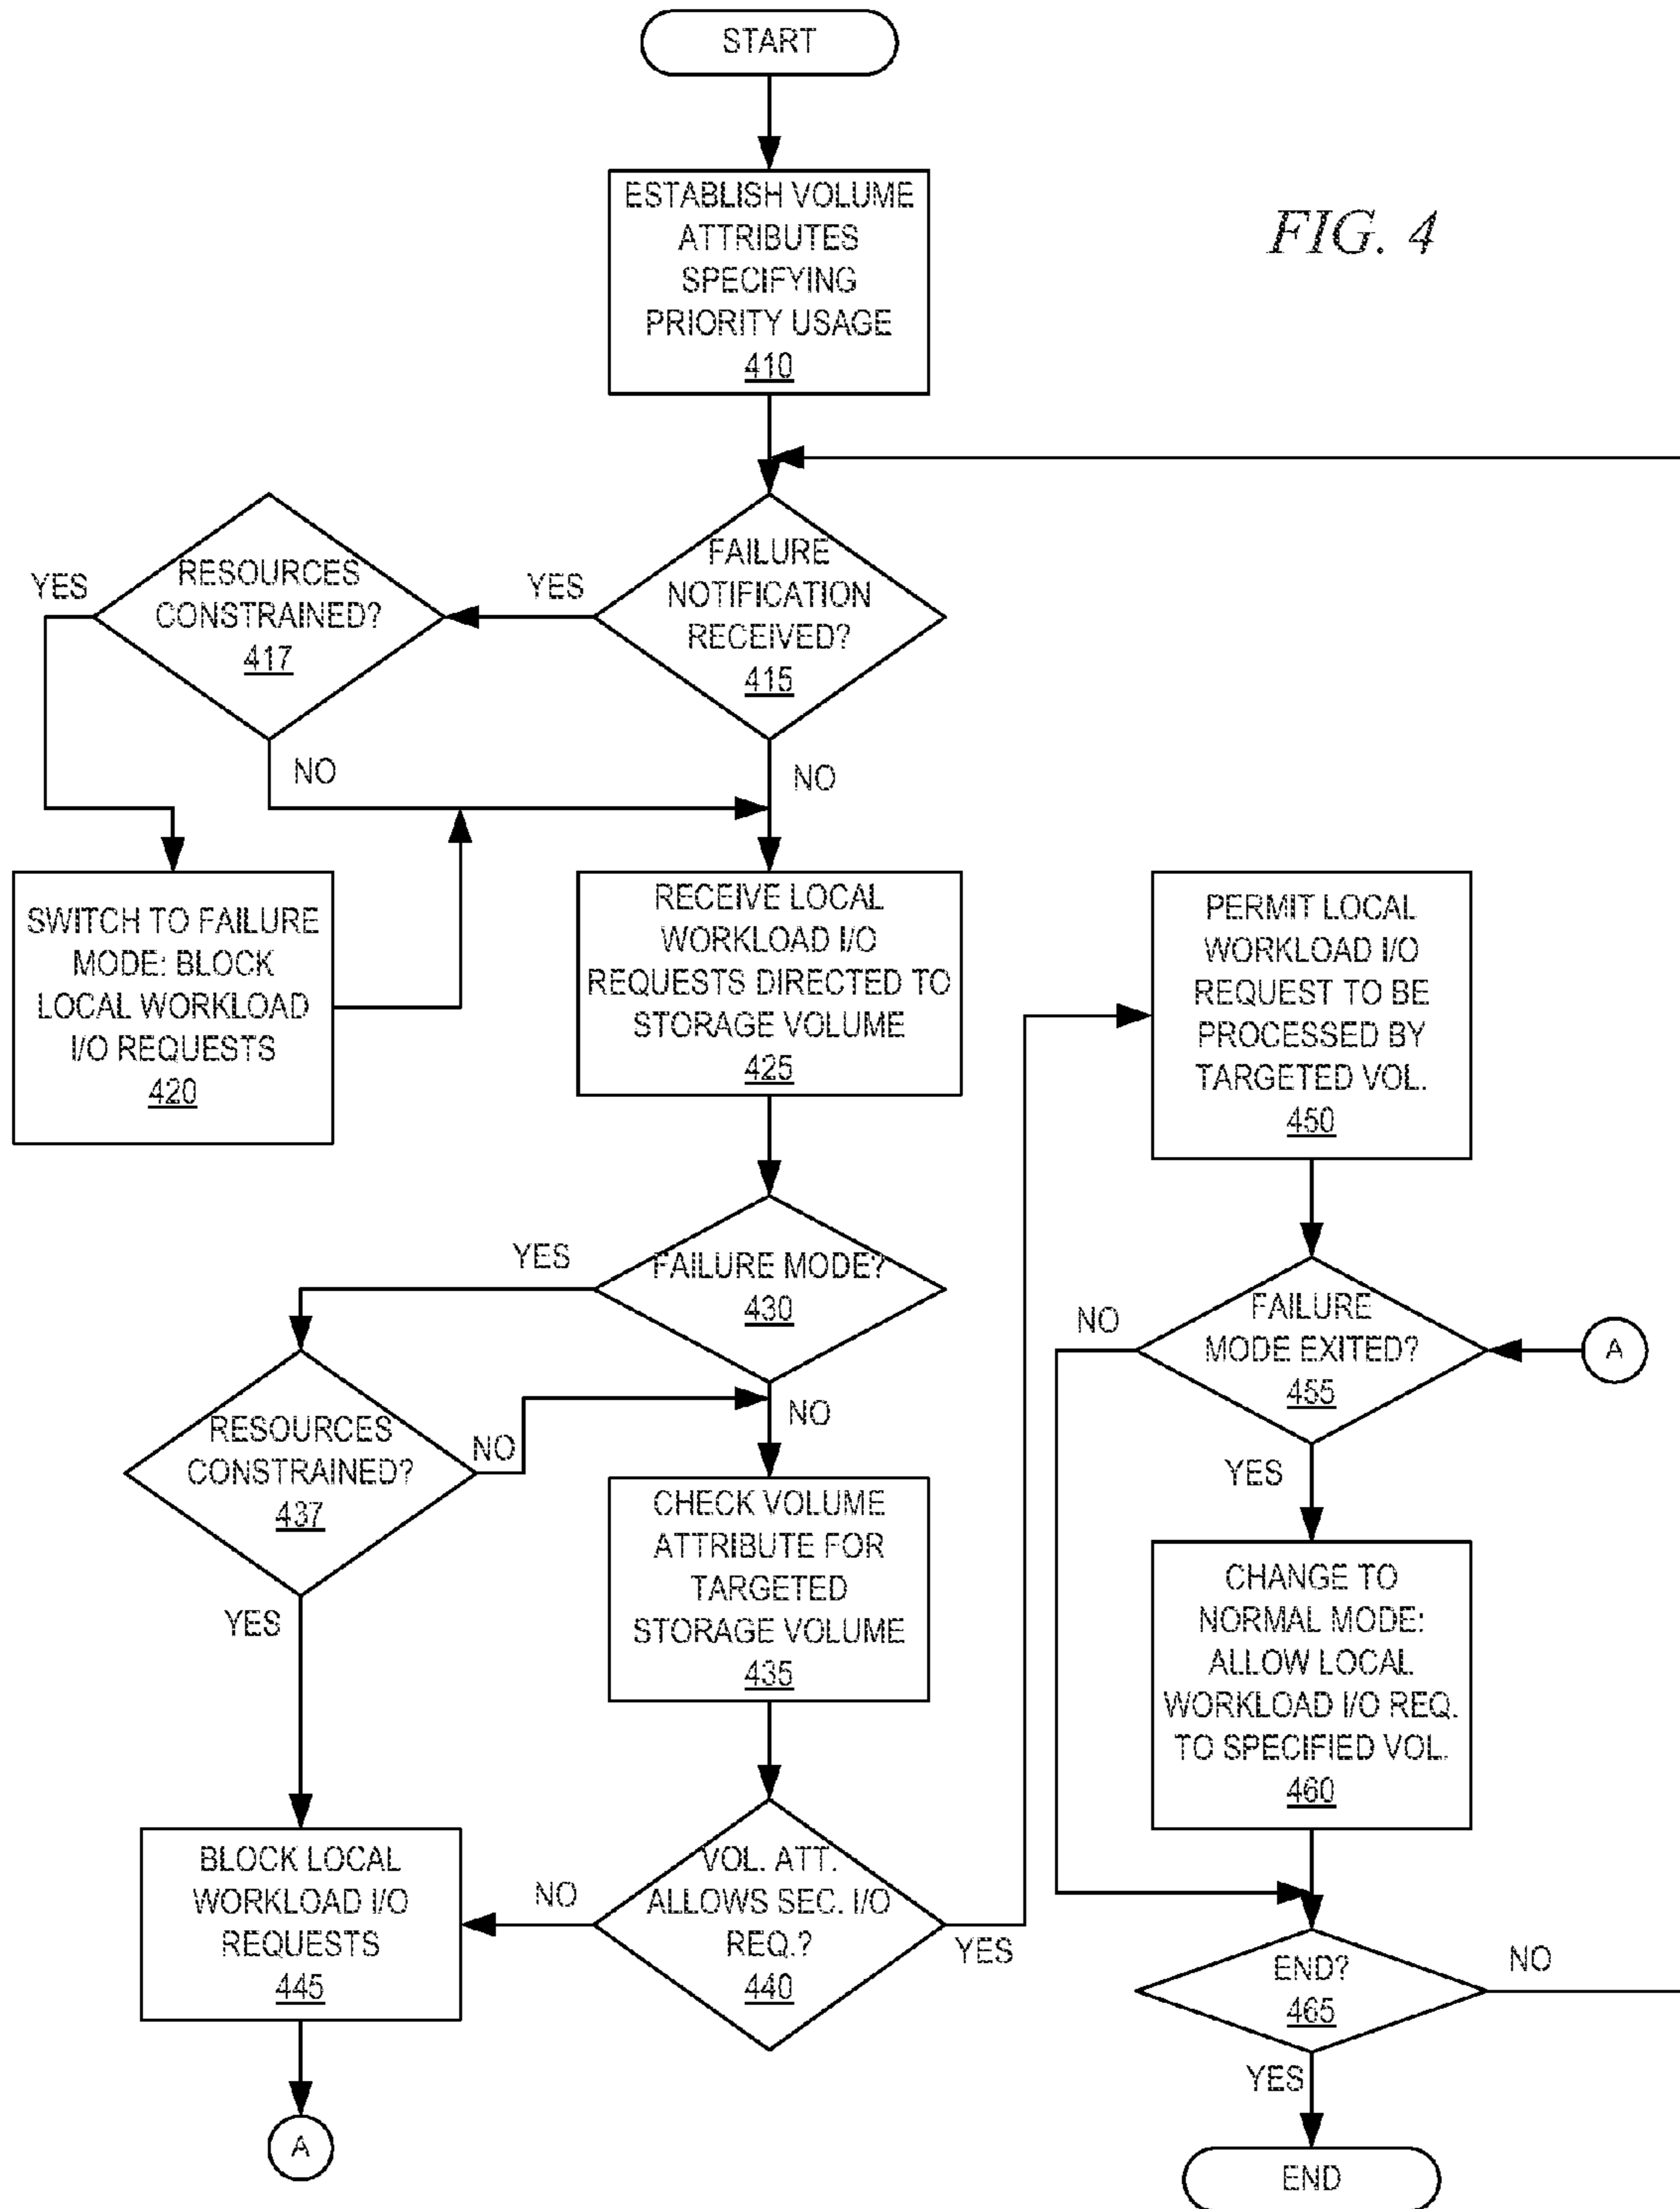 START
ESTABLISH VOLUME
ATTRIBUTES
SPECIFYING
PRIORITY USAGE
410
FIG. 4
FAILURE
NOTIFICATION
RECEIVED?
415
YES
RESOURCES
CONSTRAINED?
417
YES
NO
NO
SWITCH TO FAILURE
MODE: BLOCK
LOCAL WORKLOAD
I/O REQUESTS
420
RECEIVE LOCAL
WORKLOAD I/O
REQUESTS DIRECTED TO
STORAGE VOLUME
425
FAILURE MODE?
430
YES
NO
RESOURCES
CONSTRAINED?
437
NO
YES
CHECK VOLUME
ATTRIBUTE FOR
TARGETED
STORAGE VOLUME
435
VOL. ATT.
ALLOWS SEC. I/O
REQ.?
440
NO
YES
BLOCK LOCAL
WORKLOAD I/O
REQUESTS
445
A
PERMIT LOCAL
WORKLOAD I/O
REQUEST TO BE
PROCESSED BY
TARGETED VOL.
450
FAILURE
MODE EXITED?
455
NO
A
YES
CHANGE TO
NORMAL MODE:
ALLOW LOCAL
WORKLOAD I/O REQ.
TO SPECIFIED VOL.
460
END?
465
NO
YES
END